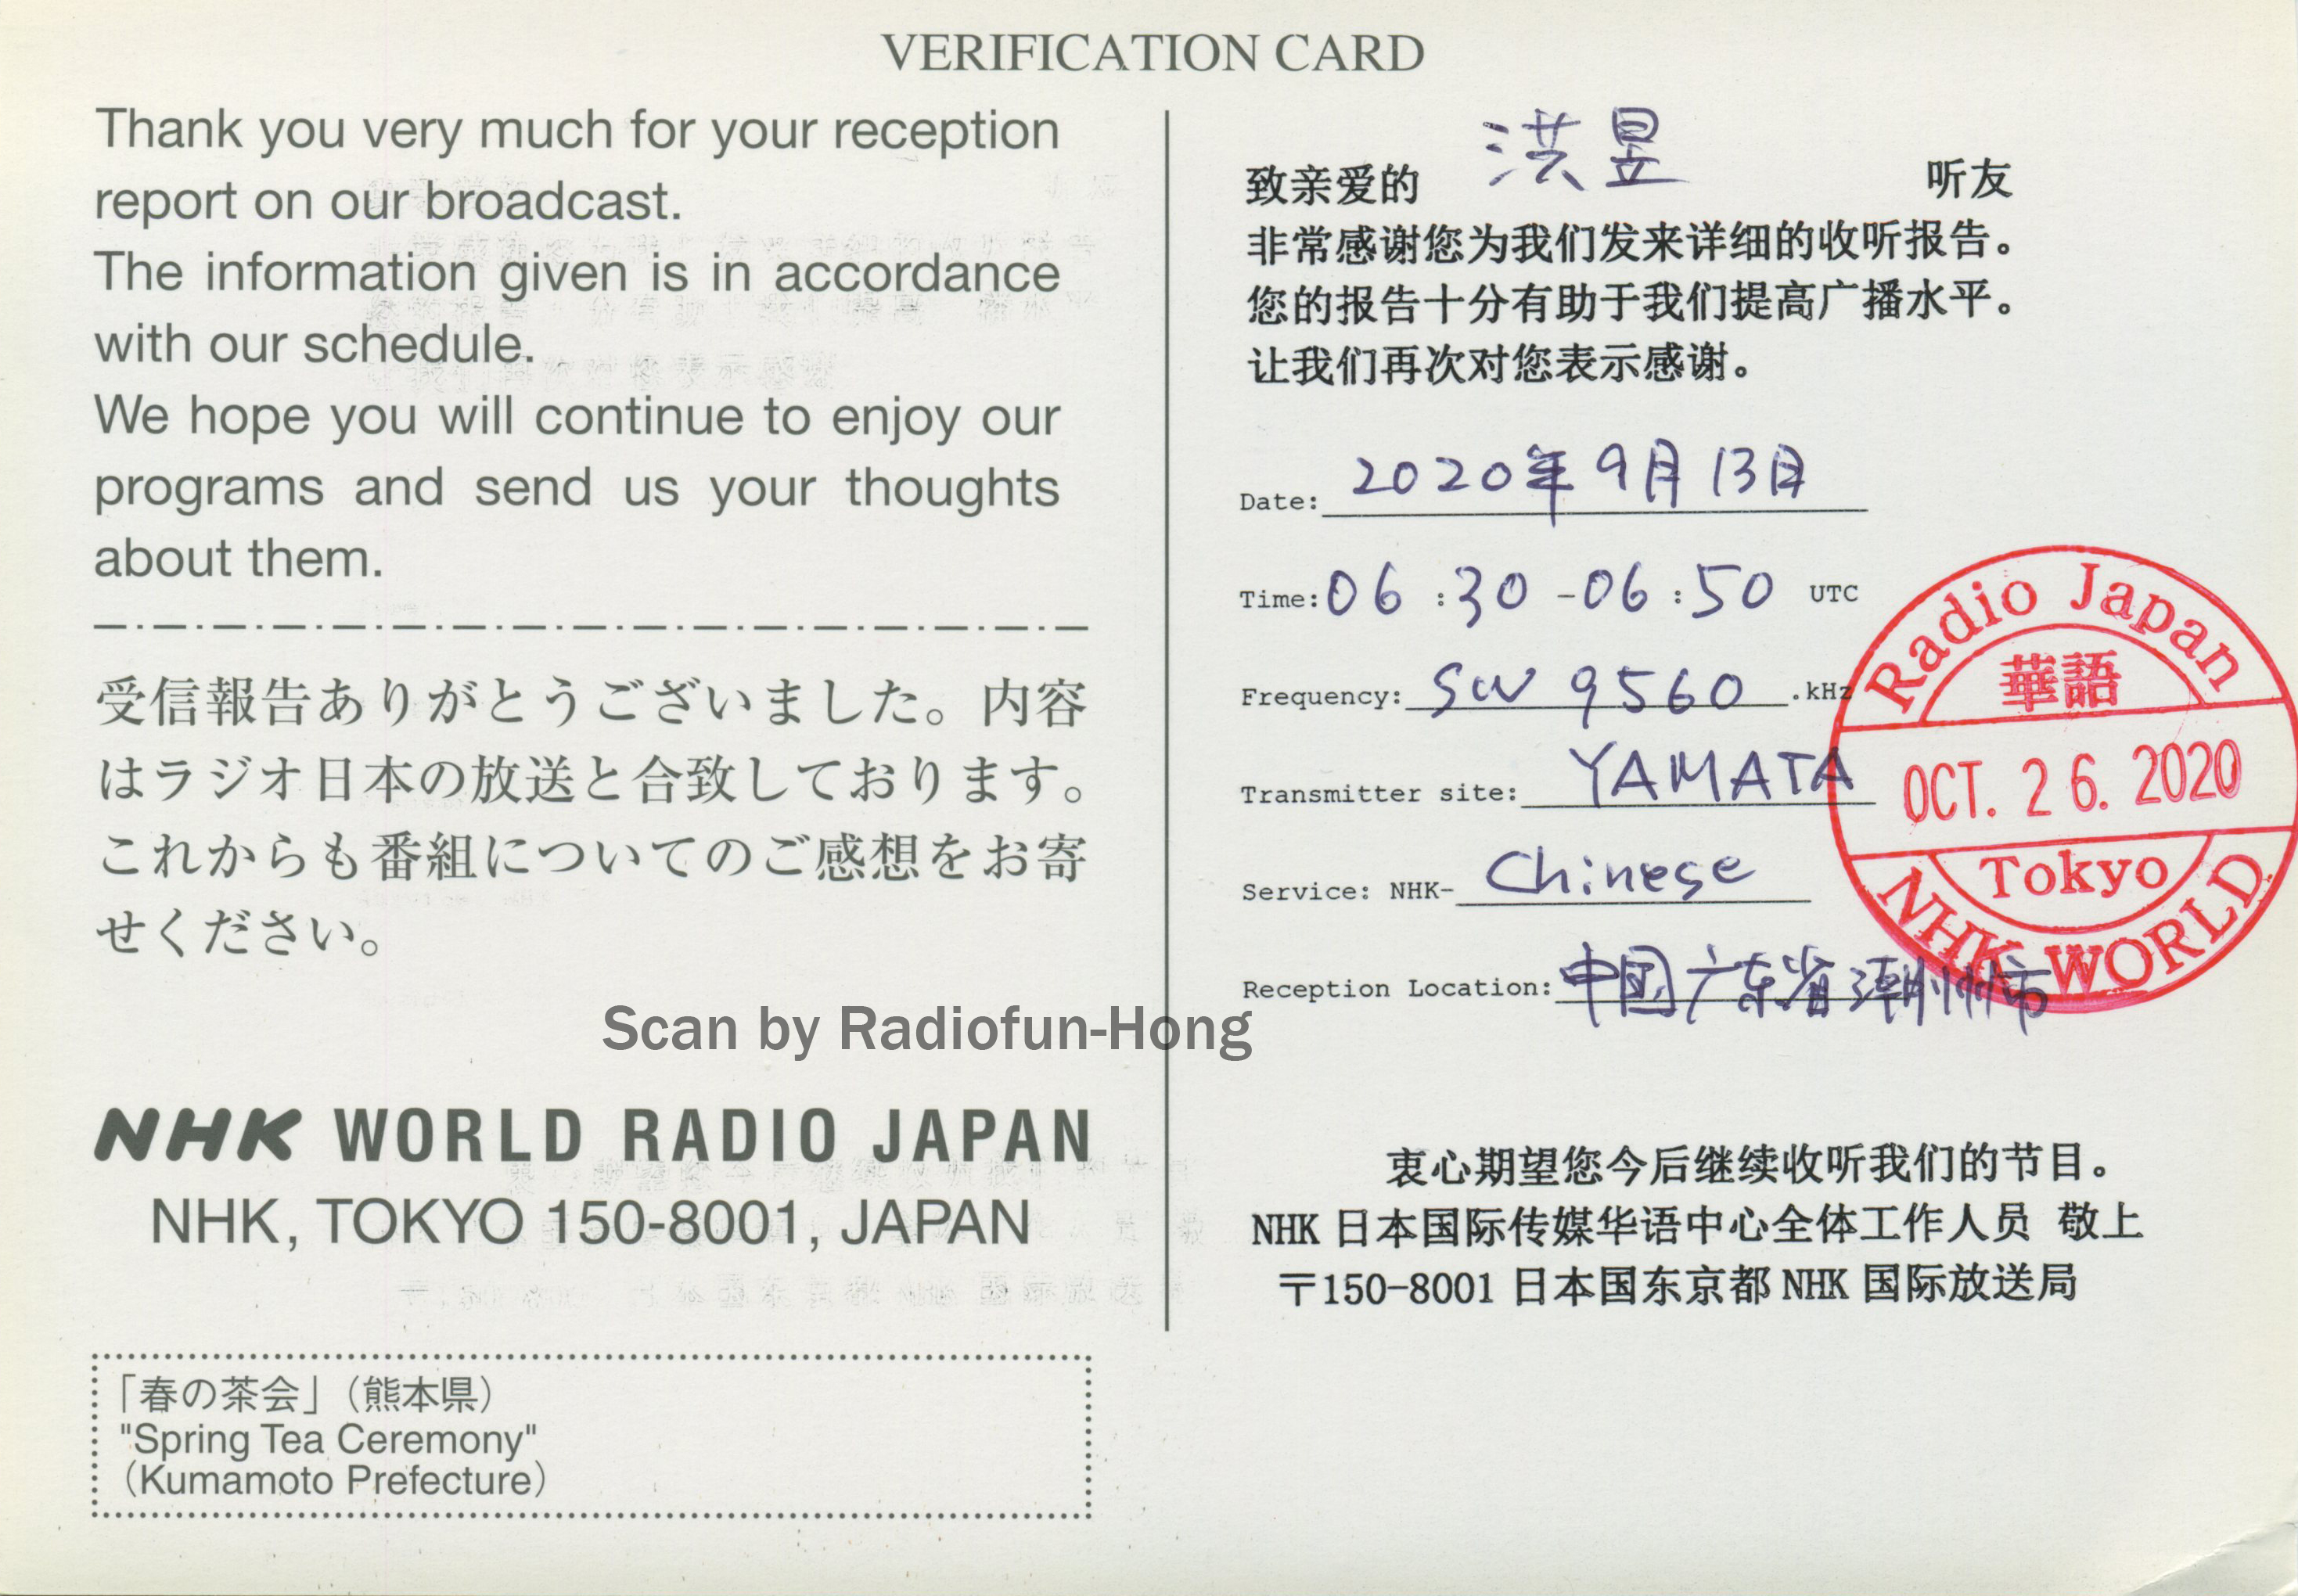 VERIFICATION CARD
Thank you very much for your reception
report on our broadcast.
The information given is in accordance
with our schedule.
We hope you will continue to enjoy our
programs and send us your thoughts
about them.
受信報告ありがとうございました。内容
はラジオ日本の放送と合致しております。
これからも番組についてのご感想をお寄
せください。
Scan by Radiofun-Hong
NHK WORLD RADIO JAPAN
NHK, TOKYO 150-8001, JAPAN
「春の茶会」（熊本県）
"Spring Tea Ceremony"
（Kumamoto Prefecture）
致亲爱的 洪昱 听友
非常感谢您为我们发来详细的收听报告。
您的报告十分有助于我们提高广播水平。
让我们再次对您表示感谢。
Date: 2020年9月13日
Time: 06:30-06:50 UTC
Frequency: SW 9560 .kHz
Transmitter site: YAMATA
Service: NHK- Chinese
Reception Location: 中国广东省潮州市
Radio Japan
華語
OCT. 26. 2020
Tokyo
NHK WORLD
衷心期望您今后继续收听我们的节目。
NHK 日本国际传媒华语中心全体工作人员 敬上
〒150-8001 日本国东京都 NHK 国际放送局